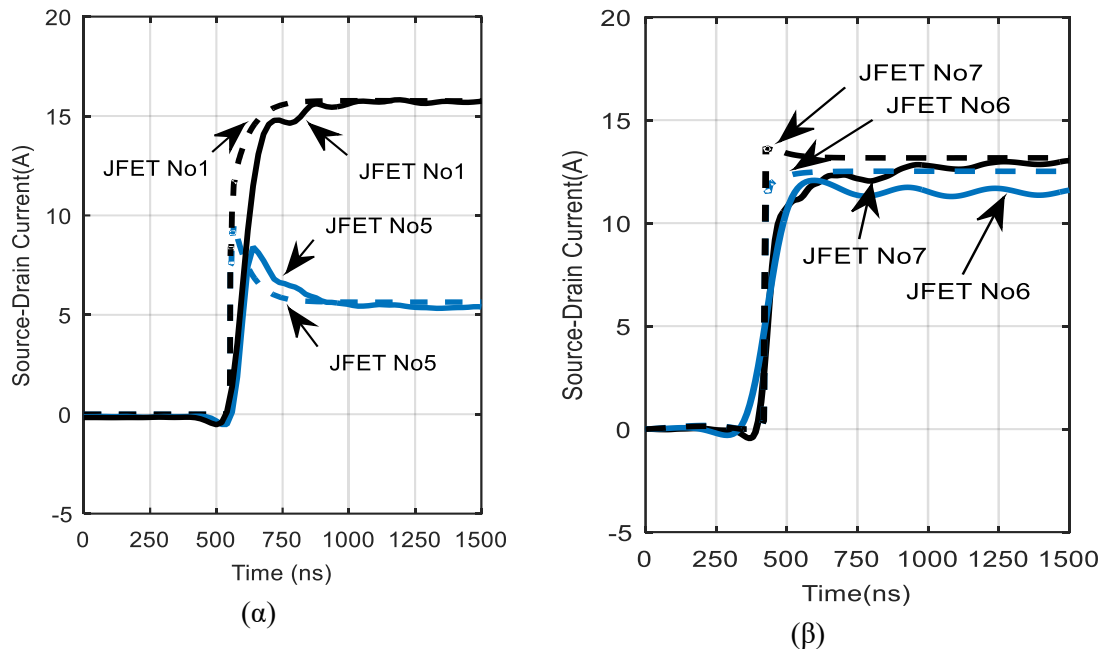 20
15
10
5
0
-5
Source-Drain Current(A)
JFET No1
JFET No1
JFET No5
JFET No5
0 250 500 750 1000 1250 1500
Time (ns)
(α)
20
15
10
5
0
-5
Source-Drain Current(A)
JFET No7
JFET No6
JFET No7
JFET No6
0 250 500 750 1000 1250 1500
Time(ns)
(β)